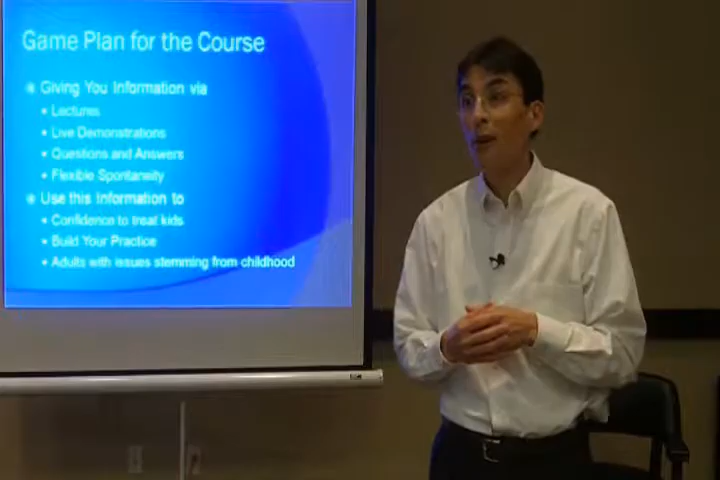 Game Plan for the Course
Giving You Information via
Lectures
Live Demonstrations
Questions and Answers
Flexible Spontaneity
Use this Information to
Confidence to treat kids
Build Your Practice
Adults with issues stemming from childhood